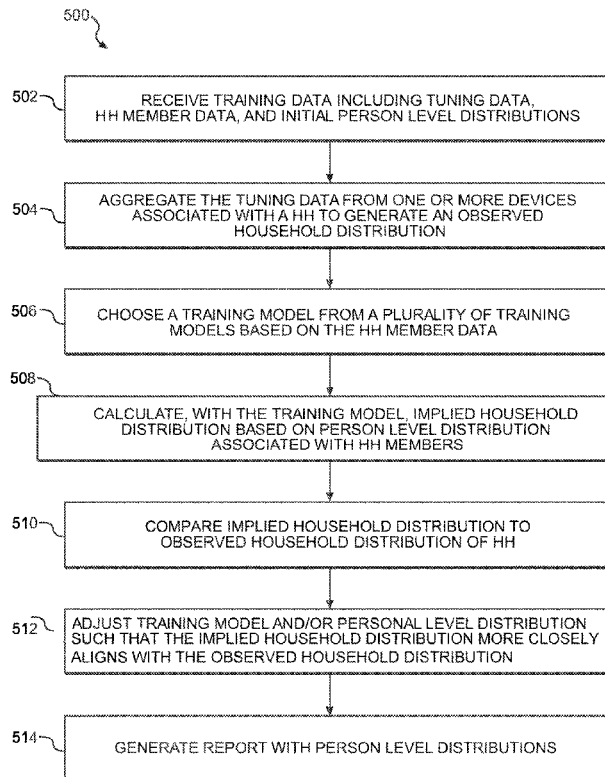 500
502
RECEIVE TRAINING DATA INCLUDING TUNING DATA,
HH MEMBER DATA, AND INITIAL PERSON LEVEL DISTRIBUTIONS
504
AGGREGATE THE TUNING DATA FROM ONE OR MORE DEVICES
ASSOCIATED WITH A HH TO GENERATE AN OBSERVED
HOUSEHOLD DISTRIBUTION
506
CHOOSE A TRAINING MODEL FROM A PLURALITY OF TRAINING
MODELS BASED ON THE HH MEMBER DATA
508
CALCULATE, WITH THE TRAINING MODEL, IMPLIED HOUSEHOLD
DISTRIBUTION BASED ON PERSON LEVEL DISTRIBUTION
ASSOCIATED WITH HH MEMBERS
510
COMPARE IMPLIED HOUSEHOLD DISTRIBUTION TO
OBSERVED HOUSEHOLD DISTRIBUTION OF HH
512
ADJUST TRAINING MODEL AND/OR PERSONAL LEVEL DISTRIBUTION
SUCH THAT THE IMPLIED HOUSEHOLD DISTRIBUTION MORE CLOSELY
ALIGNS WITH THE OBSERVED HOUSEHOLD DISTRIBUTION
514
GENERATE REPORT WITH PERSON LEVEL DISTRIBUTIONS